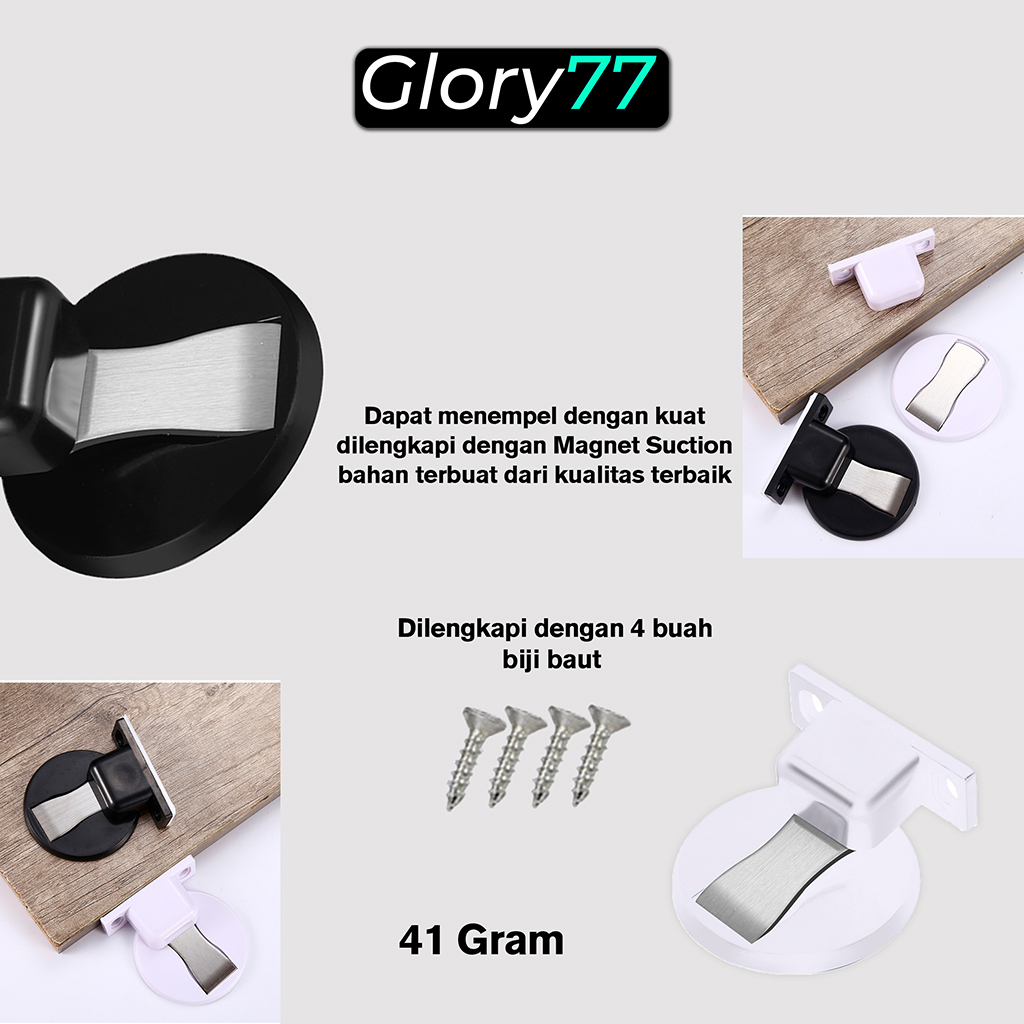 Glory77
Dapat menempel dengan kuat
dilengkapi dengan Magnet Suction
bahan terbuat dari kualitas terbaik
Dilengkapi dengan 4 buah
biji baut
41 Gram